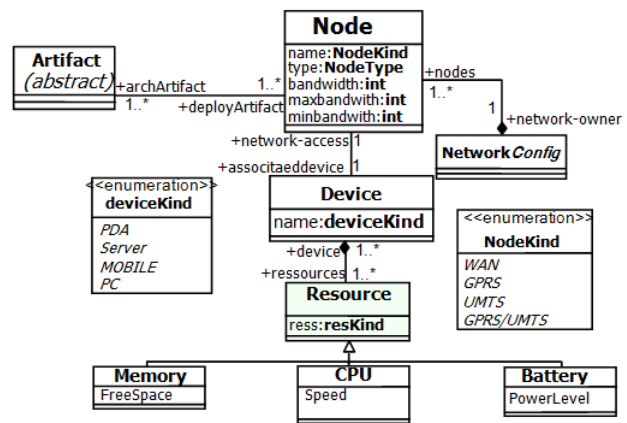 Node
name:NodeKind
type:NodeType
bandwidth:int
maxbandwith:int
minbandwith:int
Artifact
(abstract)
+archArtifact
1..*
1..*
+deployArtifact
+nodes
1..*
1
+network-owner
NetworkConfig
+network-access
1
+associtaeddevice
1
<<enumeration>>
deviceKind
PDA
Server
MOBILE
PC
Device
name:deviceKind
<<enumeration>>
NodeKind
WAN
GPRS
UMTS
GPRS/UMTS
+device
1..*
+ressources
1..*
Resource
ress:resKind
Memory
FreeSpace
CPU
Speed
Battery
PowerLevel